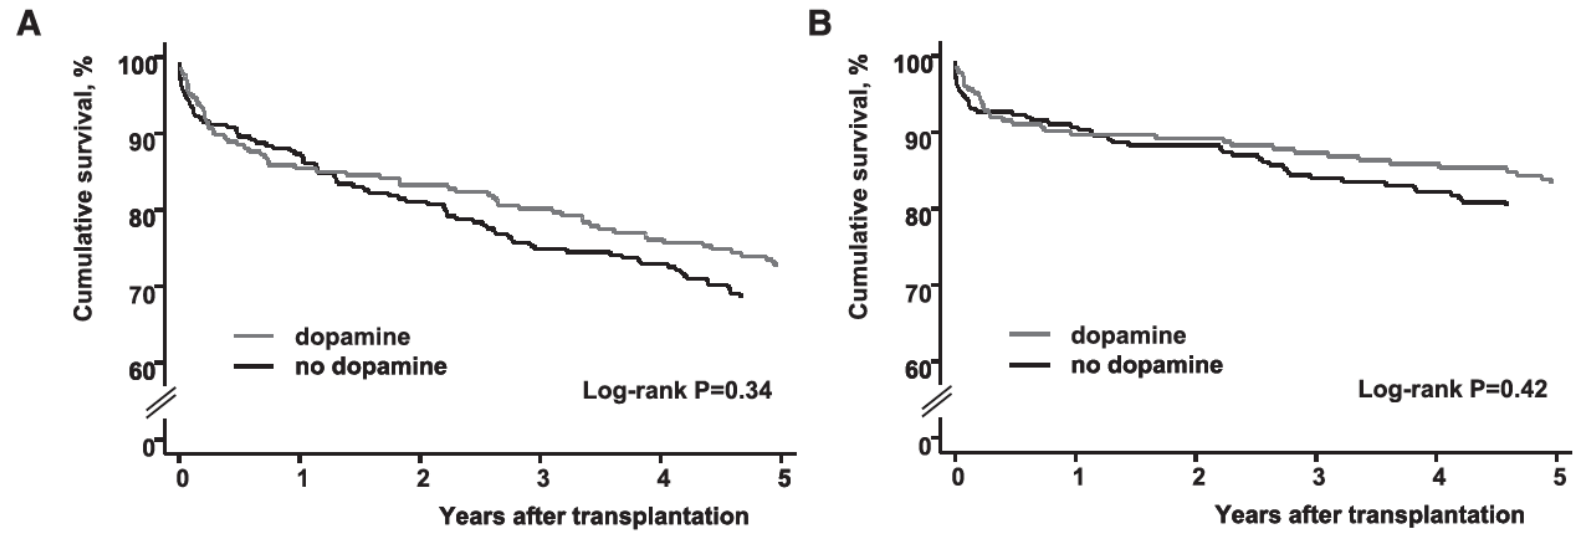 A
Cumulative survival, %
100
90
80
70
60
0
dopamine
no dopamine
Log-rank P=0.34
0 1 2 3 4 5
Years after transplantation
B
Cumulative survival, %
100
90
80
70
60
0
dopamine
no dopamine
Log-rank P=0.42
0 1 2 3 4 5
Years after transplantation